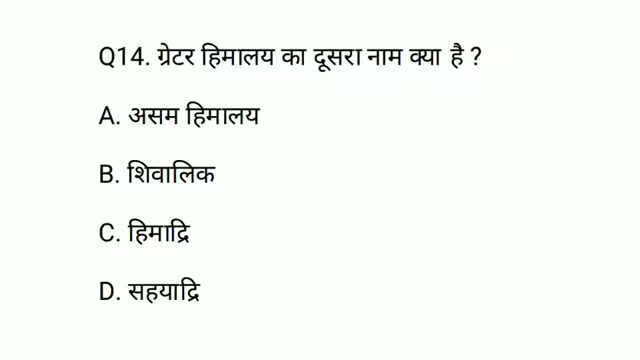 Q14. ग्रेटर हिमालय का दूसरा नाम क्या है ?
A. असम हिमालय
B. शिवालिक
C. हिमाद्रि
D. सहयाद्रि